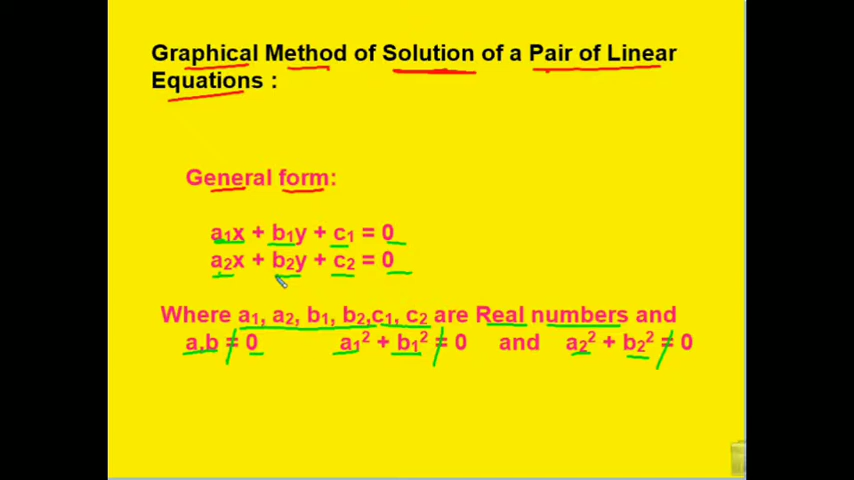 Graphical Method of Solution of a Pair of Linear
Equations :
General form:
a₁x + b₁y + c₁ = 0
a₂x + b₂y + c₂ = 0
Where a₁, a₂, b₁, b₂,c₁, c₂ are Real numbers and
a,b ≠ 0 a₁² + b₁² ≠ 0 and a₂² + b₂² ≠ 0